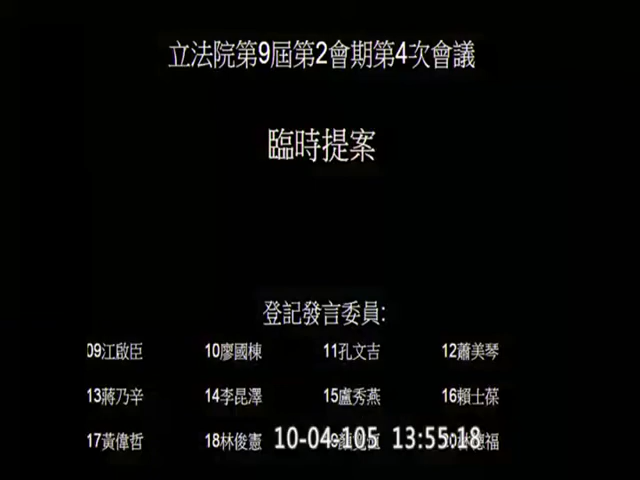 立法院第9屆第2會期第4次會議
臨時提案
登記發言委員:
09江啟臣 10廖國棟 11孔文吉 12蕭美琴
13蔣乃辛 14李昆澤 15盧秀燕 16賴士葆
17黃偉哲 18林俊憲
10-04-105 13:55:18